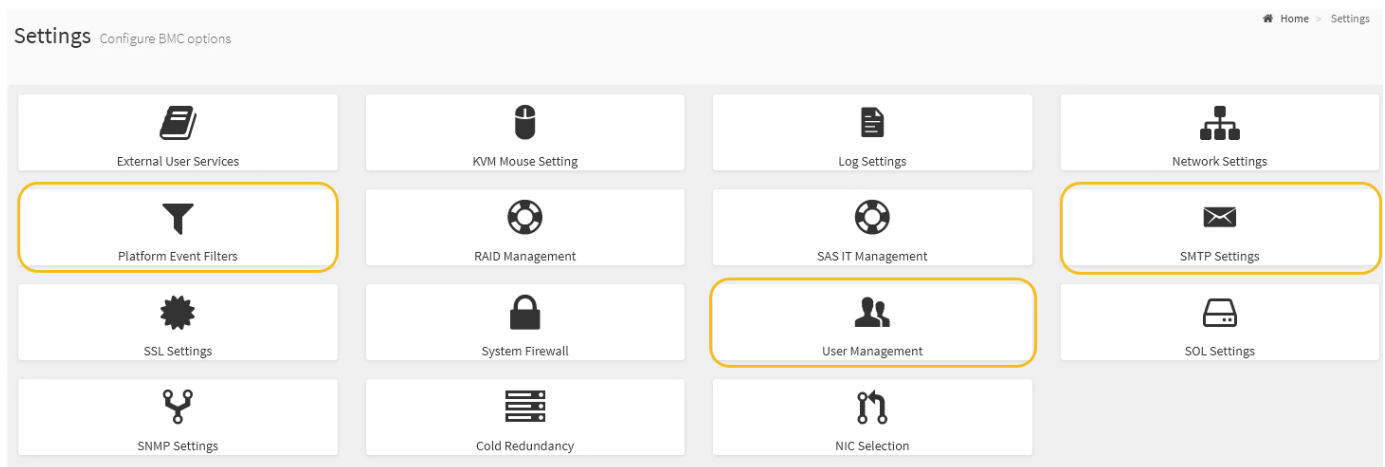 Home > Settings
Settings Configure BMC options
External User Services
KVM Mouse Setting
Log Settings
Network Settings
Platform Event Filters
RAID Management
SAS IT Management
SMTP Settings
SSL Settings
System Firewall
User Management
SOL Settings
SNMP Settings
Cold Redundancy
NIC Selection